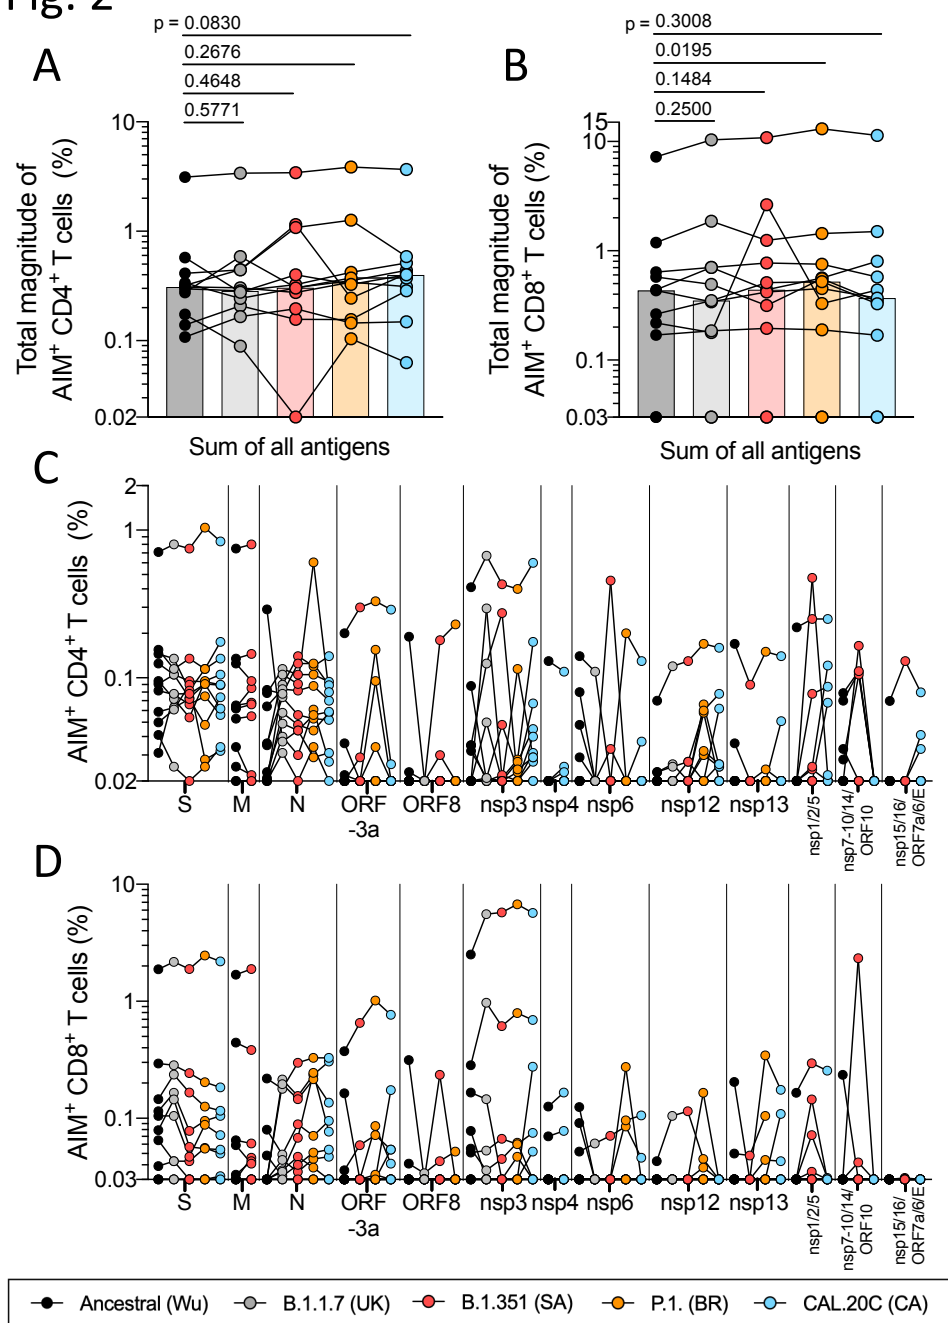 Fig. 2
p = 0.0830
0.2676
0.4648
0.5771
A
10
1
0.1
0.02
Total magnitude of
AIM+ CD4+ T cells (%)
Sum of all antigens
p = 0.3008
0.0195
0.1484
0.2500
B
15
10
1
0.1
0.03
Total magnitude of
AIM+ CD8+ T cells (%)
Sum of all antigens
C
2
1
0.1
0.02
AIM+ CD4+ T cells (%)
S M N ORF ORF8 nsp3 nsp4 nsp6 nsp12 nsp13 nsp1/2/5 nsp7-10/14/ nsp15/16/
-3a ORF10 ORF7a/6/E
D
10
1
0.1
0.03
AIM+ CD8+ T cells (%)
S M N ORF ORF8 nsp3 nsp4 nsp6 nsp12 nsp13 nsp1/2/5 nsp7-10/14/ nsp15/16/
-3a ORF10 ORF7a/6/E
Ancestral (Wu) B.1.1.7 (UK) B.1.351 (SA) P.1. (BR) CAL.20C (CA)